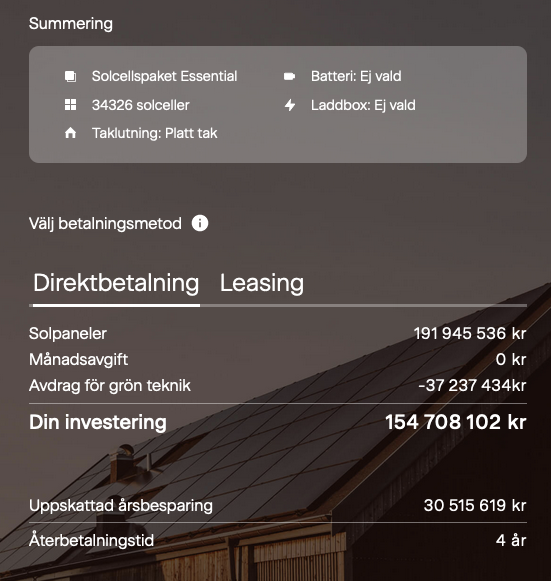 Summering
Solcellspaket Essential
Batteri: Ej vald
34326 solceller
Laddbox: Ej vald
Taklutning: Platt tak
Välj betalningsmetod
Direktbetalning Leasing
Solpaneler 191 945 536 kr
Månadsavgift 0 kr
Avdrag för grön teknik -37 237 434kr
Din investering 154 708 102 kr
Uppskattad årsbesparing 30 515 619 kr
Återbetalningstid 4 år